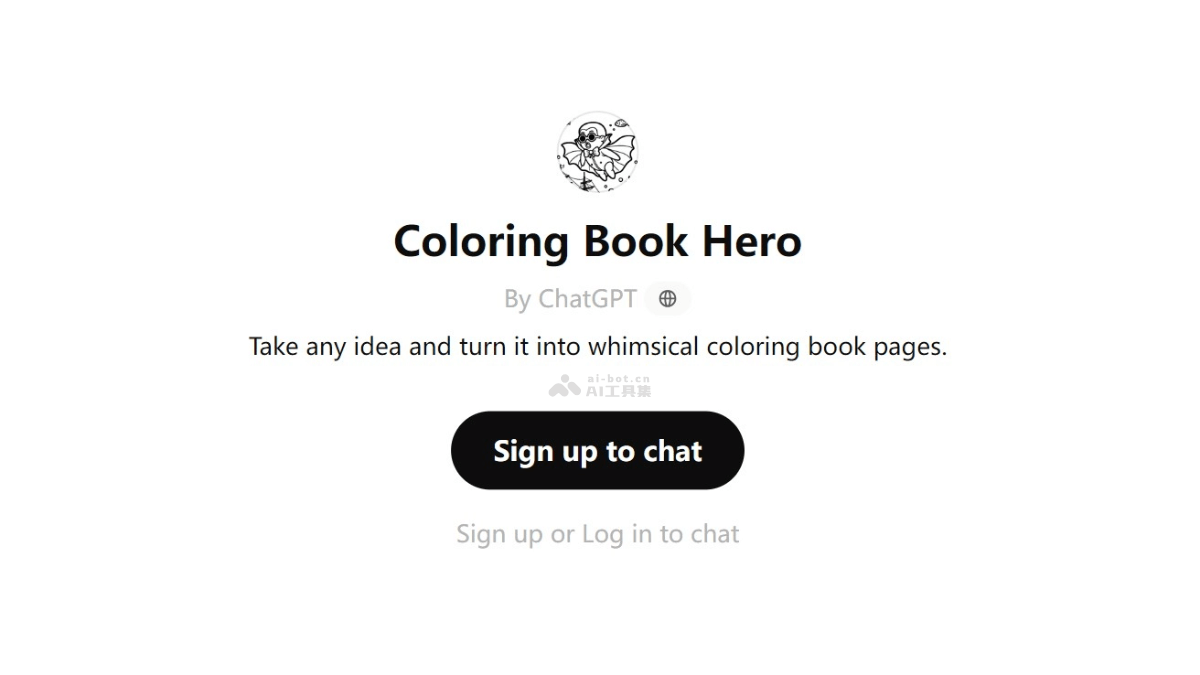 Coloring Book Hero
By ChatGPT
Take any idea and turn it into whimsical coloring book pages.
ai-bot.cn
AI工具集
Sign up to chat
Sign up or Log in to chat